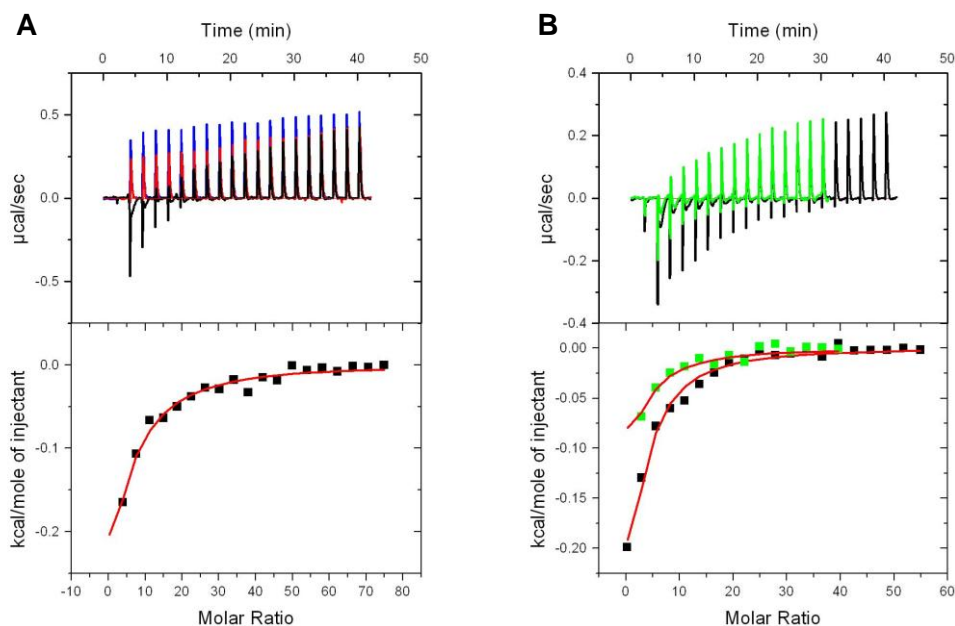 A
Time (min)
0 10 20 30 40 50
0.5
0.0
-0.5
µcal/sec
0.0
-0.1
-0.2
kcal/mole of injectant
-10 0 10 20 30 40 50 60 70 80
Molar Ratio
B
Time (min)
0 10 20 30 40 50
0.4
0.2
0.0
-0.2
-0.4
µcal/sec
0.00
-0.05
-0.10
-0.15
-0.20
kcal/mole of injectant
0 10 20 30 40 50 60
Molar Ratio